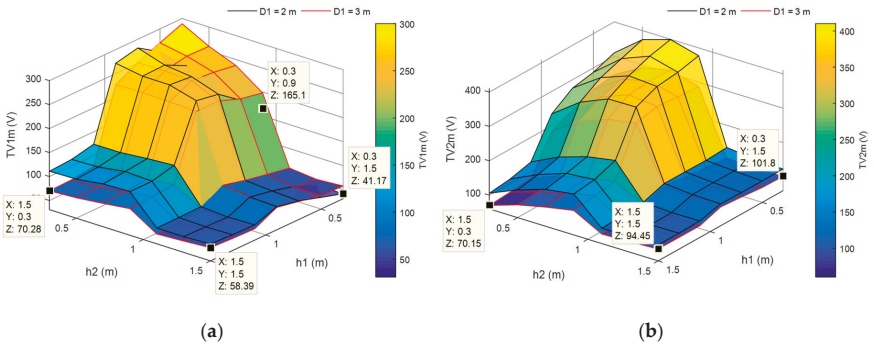 D1 = 2 m D1 = 3 m
300
250
200
150
100
TV1m (V)
X: 0.3
Y: 0.9
Z: 165.1
X: 0.3
Y: 1.5
Z: 41.17
X: 1.5
Y: 0.3
Z: 70.28
X: 1.5
Y: 1.5
Z: 58.39
0.5
1
1.5
h2 (m)
0.5
1
h1 (m)
300
250
200
150
100
50
TV1m (V)
(a)
D1 = 2 m D1 = 3 m
400
300
200
100
TV2m (V)
X: 0.3
Y: 1.5
Z: 101.8
X: 1.5
Y: 0.3
Z: 70.15
X: 1.5
Y: 1.5
Z: 94.45
0.5
1
1.5
h2 (m)
0.5
1
1.5
h1 (m)
400
350
300
250
200
150
100
TV2m (V)
(b)